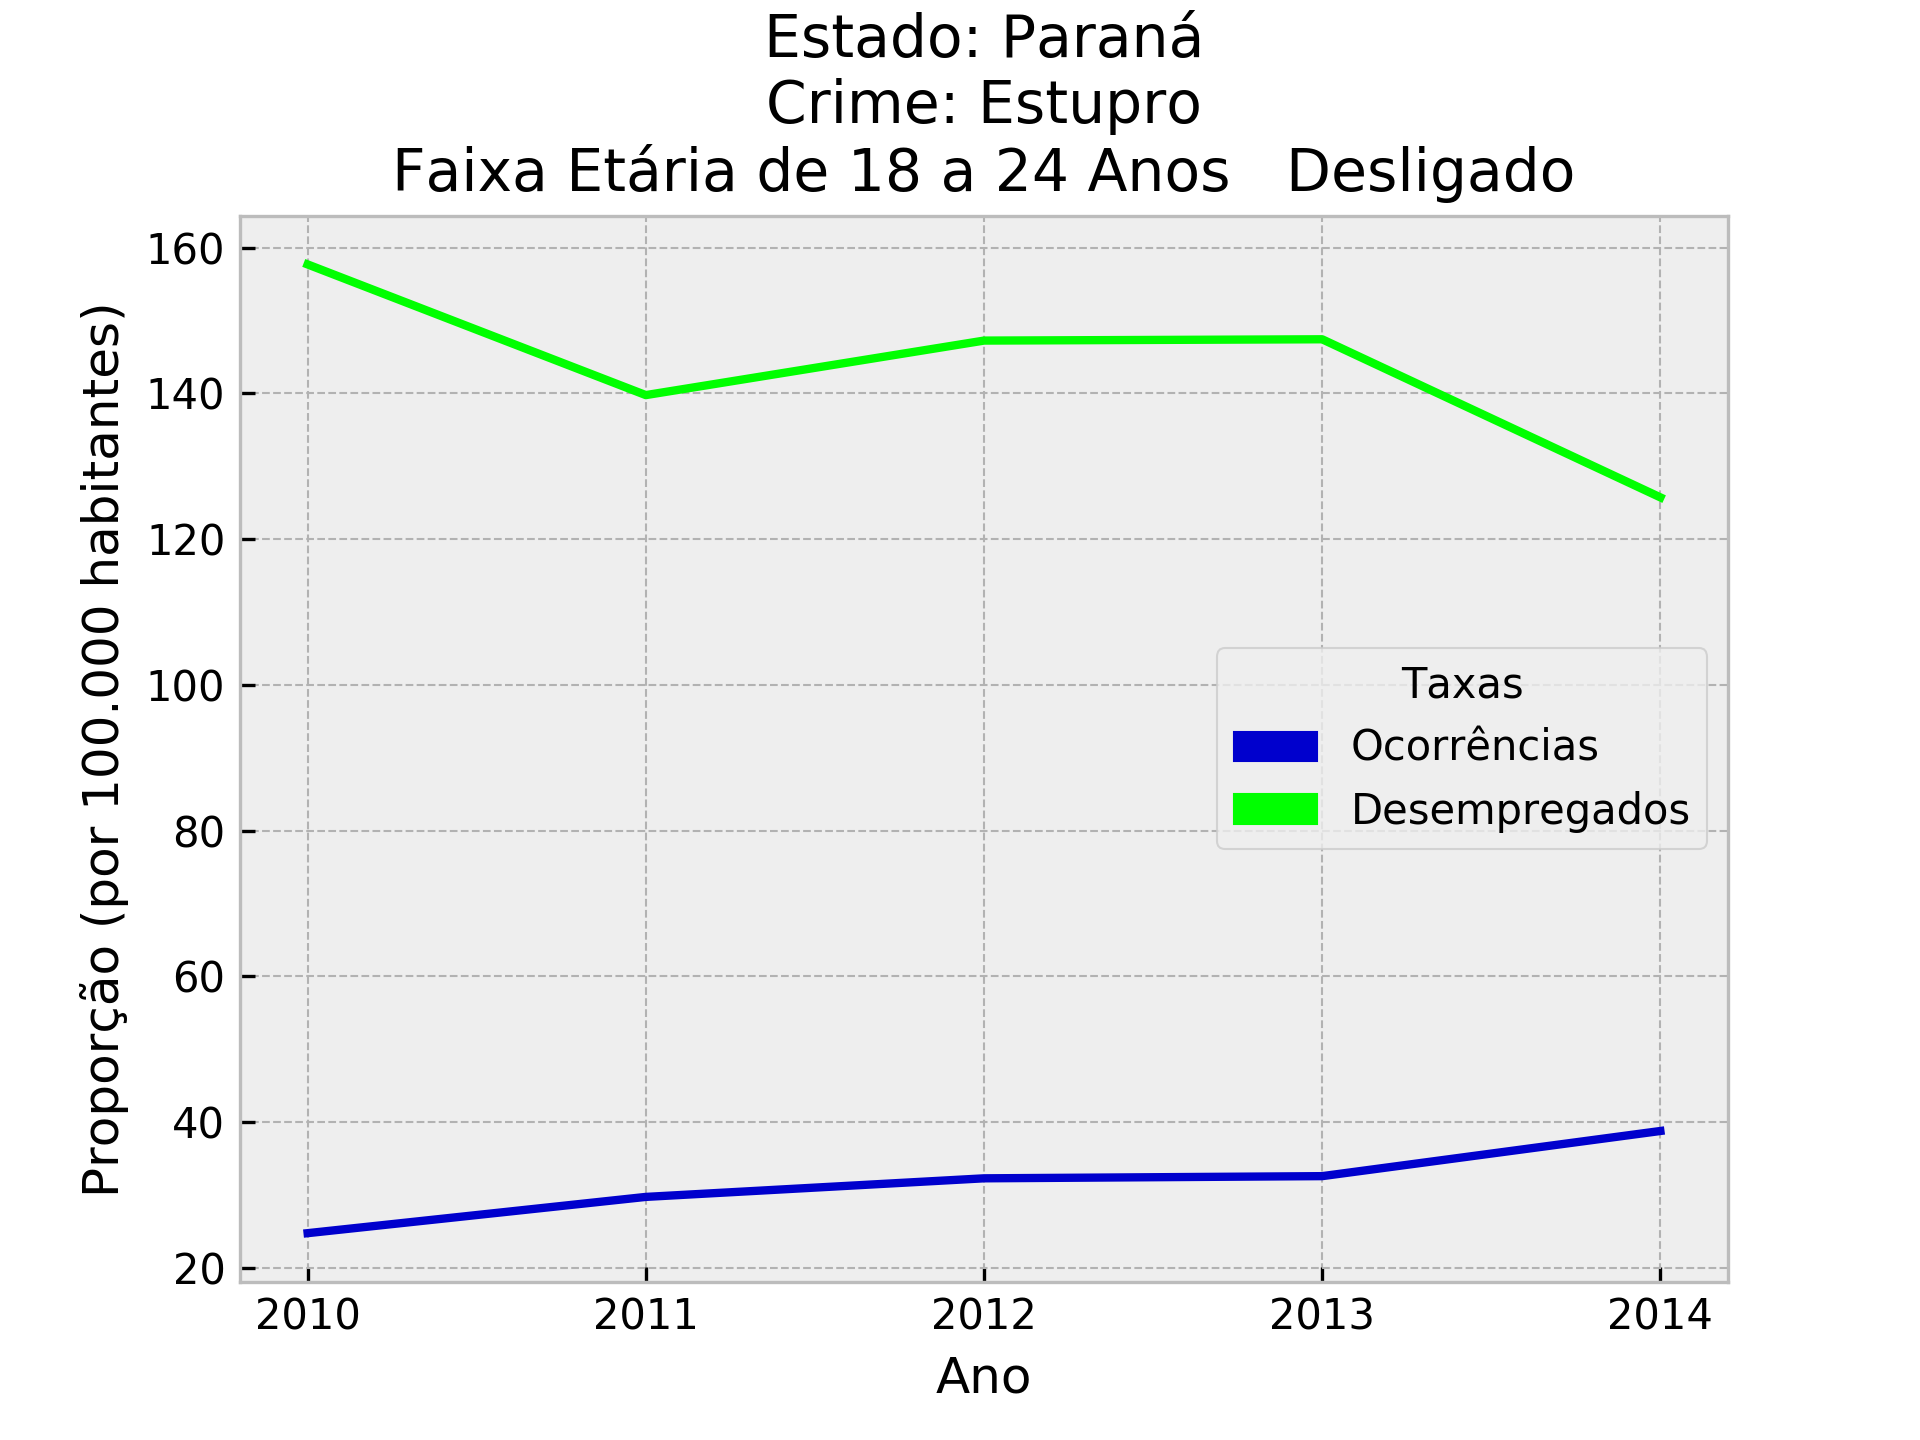 Estado: Paraná
Crime: Estupro
Faixa Etária de 18 a 24 Anos   Desligado
Proporção (por 100.000 habitantes)
160
140
120
100
80
60
40
20
Taxas
Ocorrências
Desempregados
2010 2011 2012 2013 2014
Ano